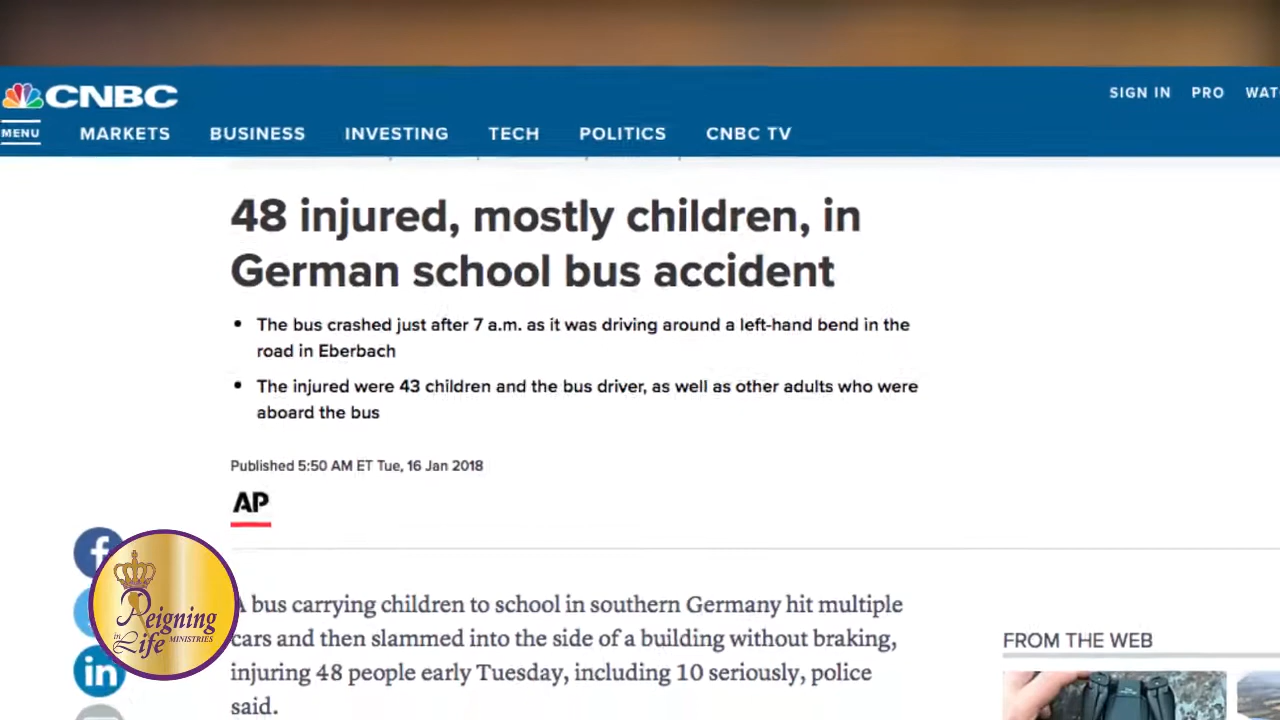 CNBC
SIGN IN PRO WAT
MENU MARKETS BUSINESS INVESTING TECH POLITICS CNBC TV
48 injured, mostly children, in
German school bus accident
• The bus crashed just after 7 a.m. as it was driving around a left-hand bend in the
road in Eberbach
• The injured were 43 children and the bus driver, as well as other adults who were
aboard the bus
Published 5:50 AM ET Tue, 16 Jan 2018
AP
f
in
Reigning
in Life MINISTRIES
A bus carrying children to school in southern Germany hit multiple
cars and then slammed into the side of a building without braking,
injuring 48 people early Tuesday, including 10 seriously, police
said.
FROM THE WEB